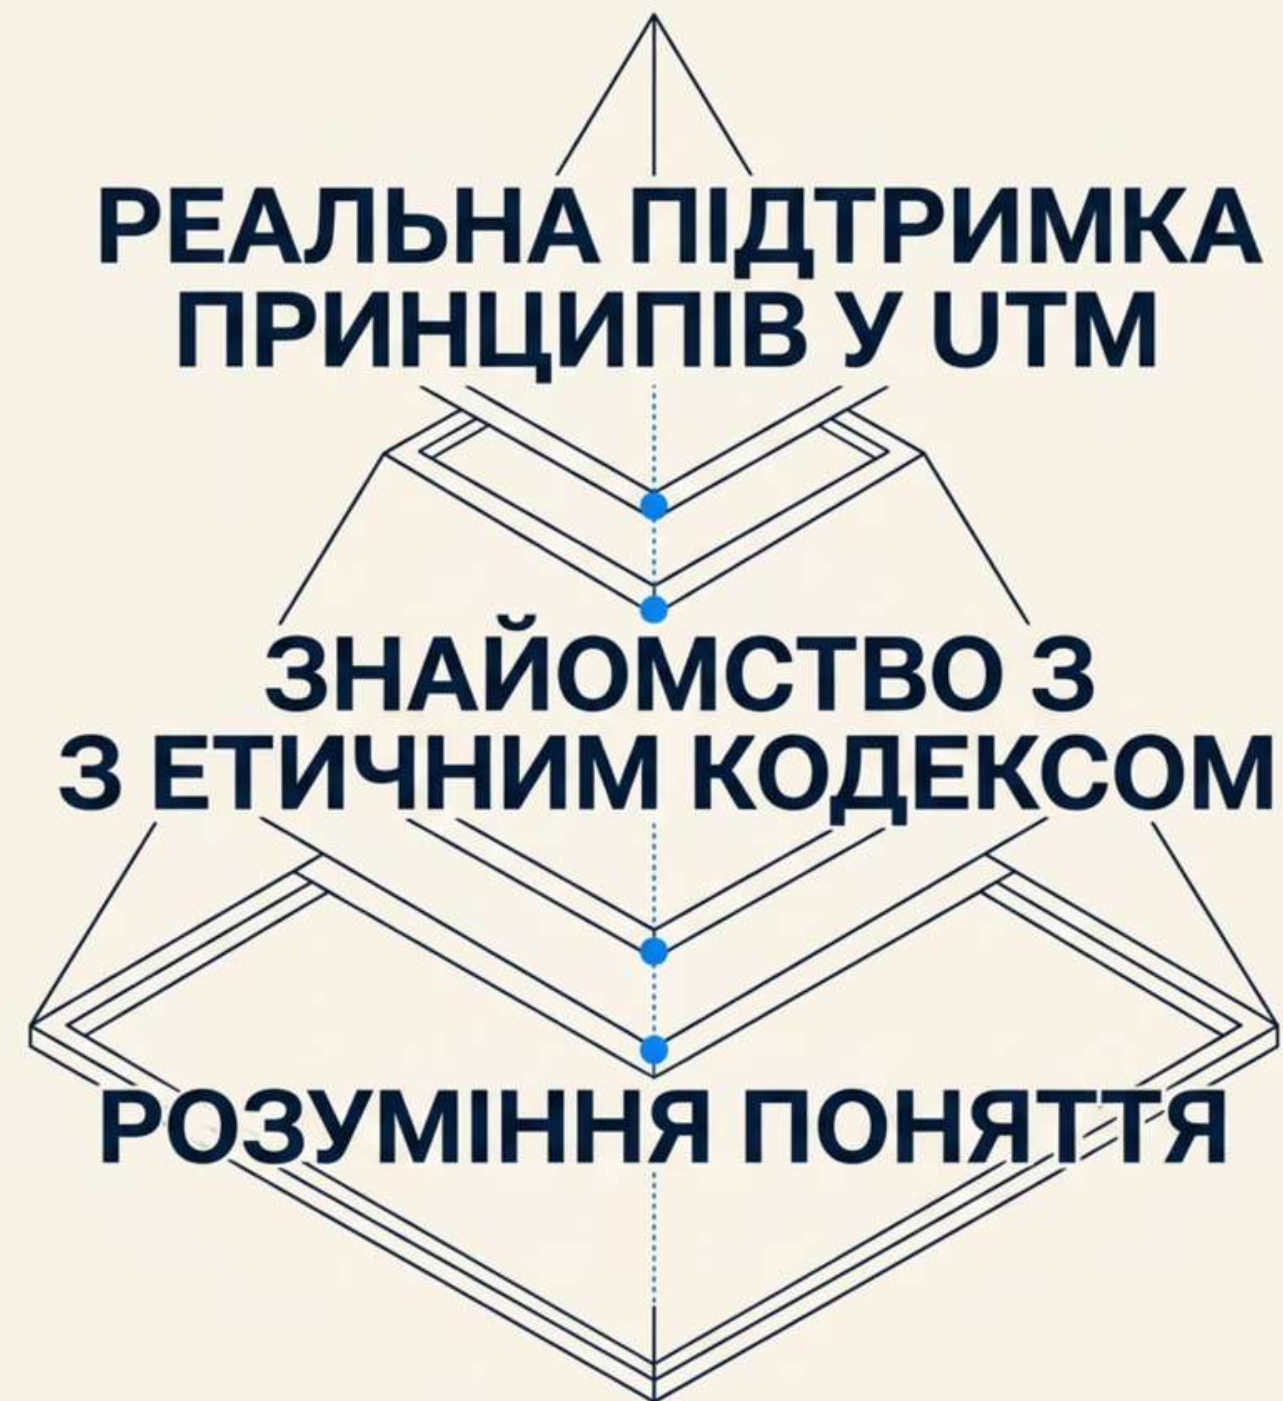 РЕАЛЬНА ПІДТРИМКА
ПРИНЦИПІВ У UTM
ЗНАЙОМСТВО З
З ЕТИЧНИМ КОДЕКСОМ
РОЗУМІННЯ ПОНЯТТЯ